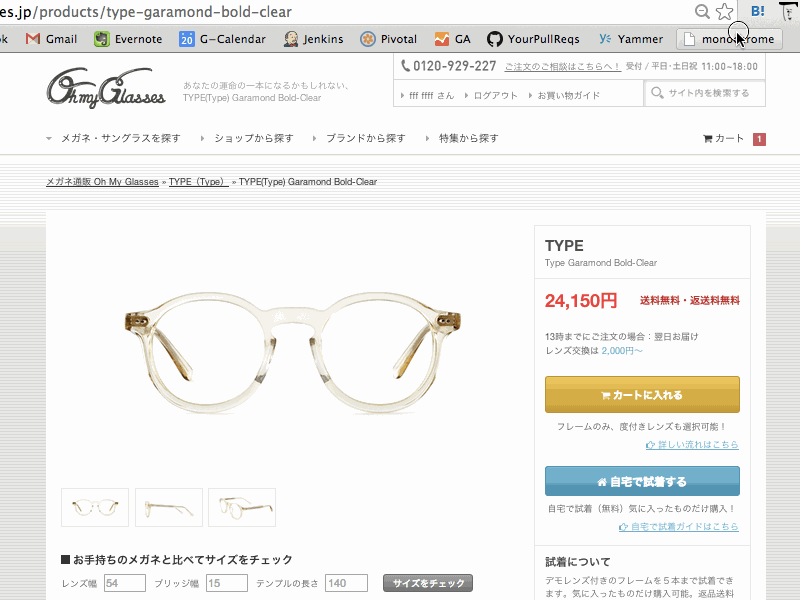 es.jp/products/type-garamond-bold-clear
B!
ok Gmail Evernote 20 G-Calendar Jenkins Pivotal GA YourPullReqs Yammer
Oh my Glasses
あなたの運命の一本になるかもしれない、
TYPE(Type) Garamond Bold-Clear
0120-929-227 ご注文のご相談はこちらへ！ 受付 / 平日・土日祝 11:00~18:00
fff ffff さん ログアウト お買い物ガイド サイト内を検索する
メガネ・サングラスを探す ショップから探す ブランドから探す 特集から探す カート 1
メガネ通販 Oh My Glasses » TYPE（Type） » TYPE(Type) Garamond Bold-Clear
TYPE
Type Garamond Bold-Clear
24,150円 送料無料・返送料無料
13時までにご注文の場合：翌日お届け
レンズ交換は 2,000円～
カートに入れる
フレームのみ、度付きレンズも選択可能！
詳しい流れはこちら
自宅で試着する
自宅で試着（無料）気に入ったものだけ購入！
自宅で試着ガイドはこちら
試着について
デモレンズ付きのフレームを５本まで試着できます。気に入ったものだけ購入可能。返品送料
■ お手持ちのメガネと比べてサイズをチェック
レンズ幅 54 ブリッジ幅 15 テンプルの長さ 140 サイズをチェック